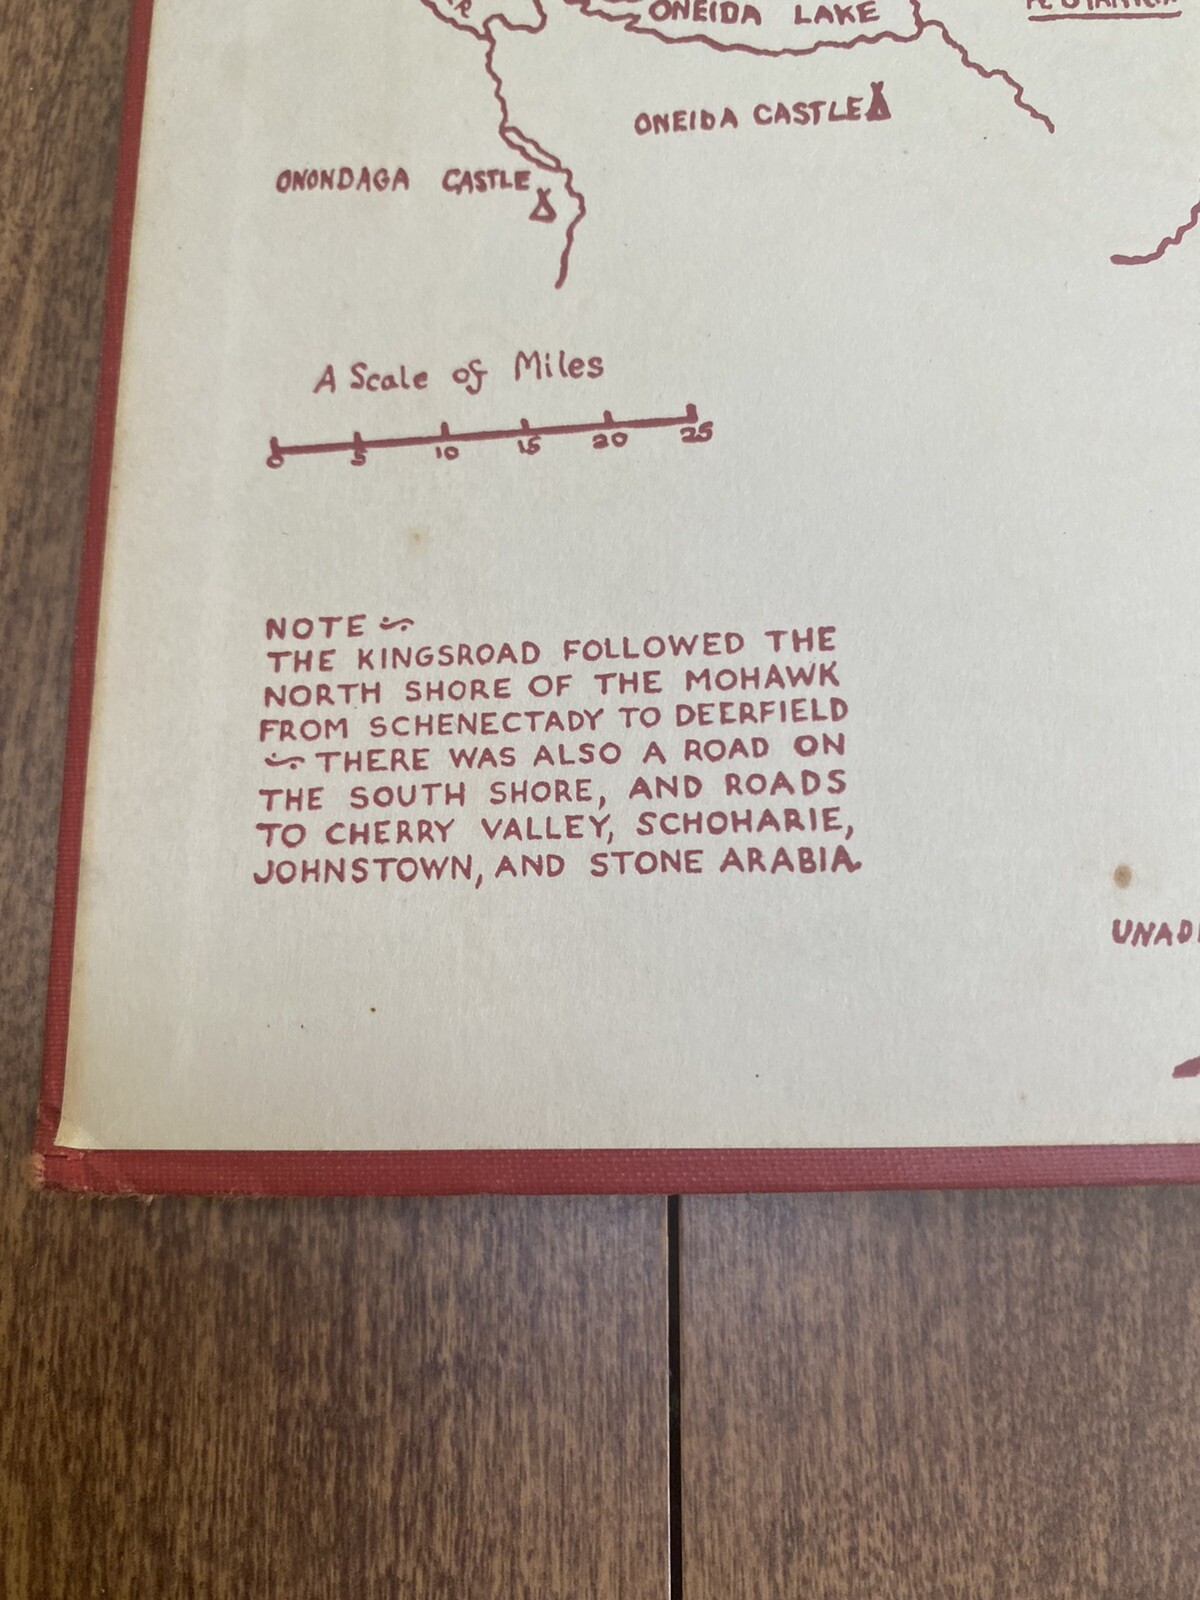 ONEIDA LAKE
ONEIDA CASTLE
ONONDAGA CASTLE
A Scale of Miles
0 5 10 15 20 25
NOTE
THE KINGSROAD FOLLOWED THE
NORTH SHORE OF THE MOHAWK
FROM SCHENECTADY TO DEERFIELD
THERE WAS ALSO A ROAD ON
THE SOUTH SHORE, AND ROADS
TO CHERRY VALLEY, SCHOHARIE,
JOHNSTOWN, AND STONE ARABIA
UNAD